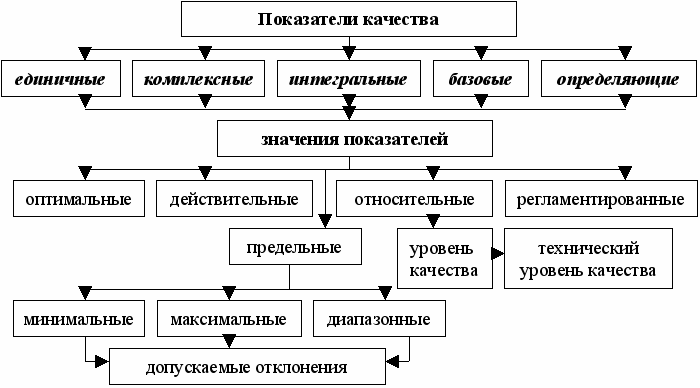 Показатели качества
единичные комплексные интегральные базовые определяющие
значения показателей
оптимальные действительные относительные регламентированные
предельные уровень качества технический уровень качества
минимальные максимальные диапазонные
допускаемые отклонения